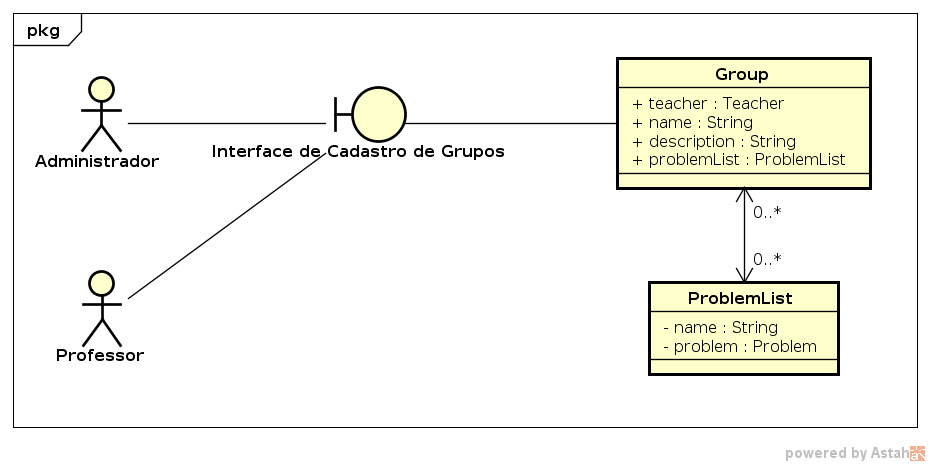 pkg
Administrador
Interface de Cadastro de Grupos
Professor
Group
+ teacher : Teacher
+ name : String
+ description : String
+ problemList : ProblemList
0..*
0..*
ProblemList
- name : String
- problem : Problem
powered by Astah